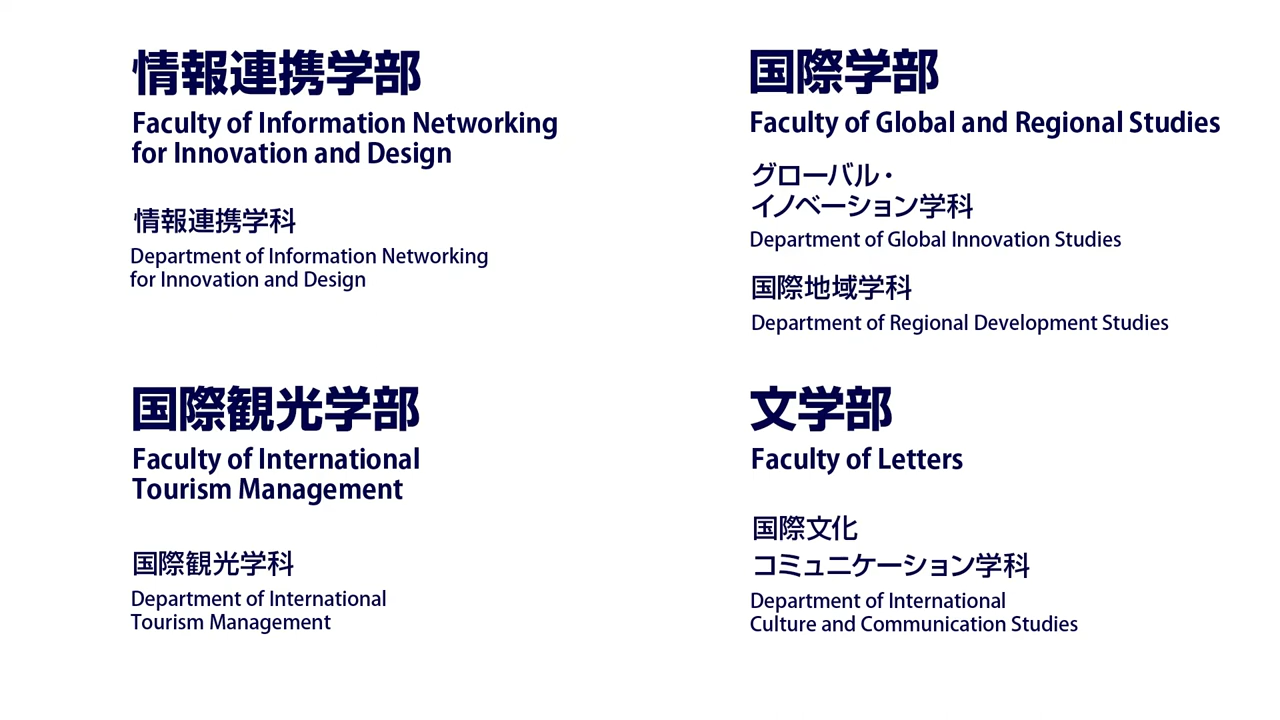 情報連携学部
Faculty of Information Networking
for Innovation and Design
情報連携学科
Department of Information Networking
for Innovation and Design
国際学部
Faculty of Global and Regional Studies
グローバル・
イノベーション学科
Department of Global Innovation Studies
国際地域学科
Department of Regional Development Studies
国際観光学部
Faculty of International
Tourism Management
国際観光学科
Department of International
Tourism Management
文学部
Faculty of Letters
国際文化
コミュニケーション学科
Department of International
Culture and Communication Studies